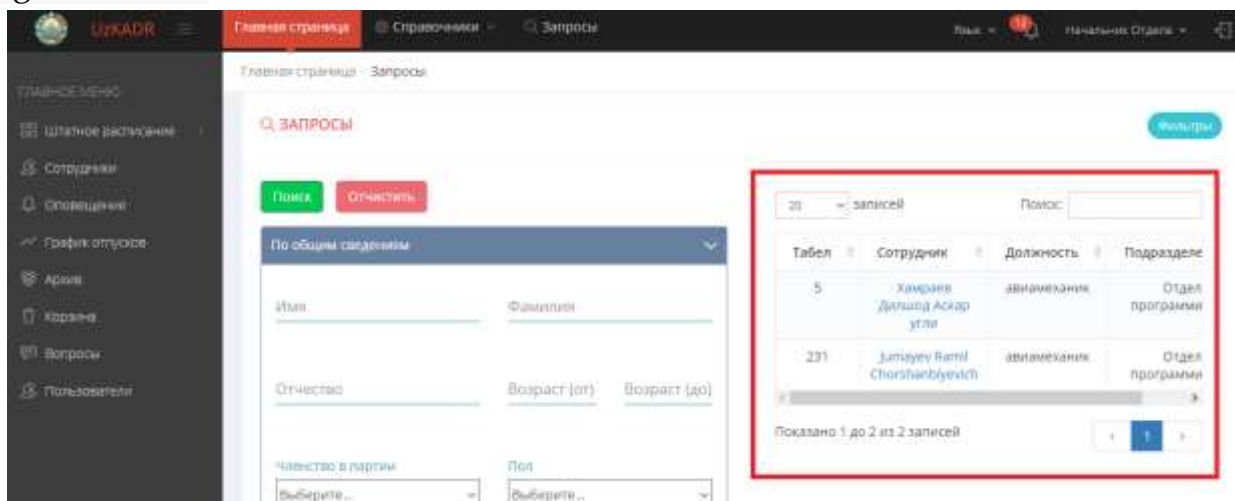 UzKADR
Главная страница
Справочники
Запросы
Язык
Начальник Отдела
Главная страница
Запросы
ГЛАВНОЕ МЕНЮ
Штатное расписание
Сотрудники
Оповещения
График отпусков
Архив
Корзина
Вопросы
Пользователи
ЗАПРОСЫ
Фильтры
Поиск
Отчистить
По общим сведениям
Имя
Фамилия
Отчество
Возраст (от)
Возраст (до)
Членство в партии
Пол
Выберите...
Выберите...
20 записей
Поиск:
Табел Сотрудник Должность Подразделе
5 Хамраев авиамеханик Отдел
Дилшод Аскар программи
угли
231 Jumayev Ramil авиамеханик Отдел
Chorshanbiyevich программи
Показано 1 до 2 из 2 записей
1